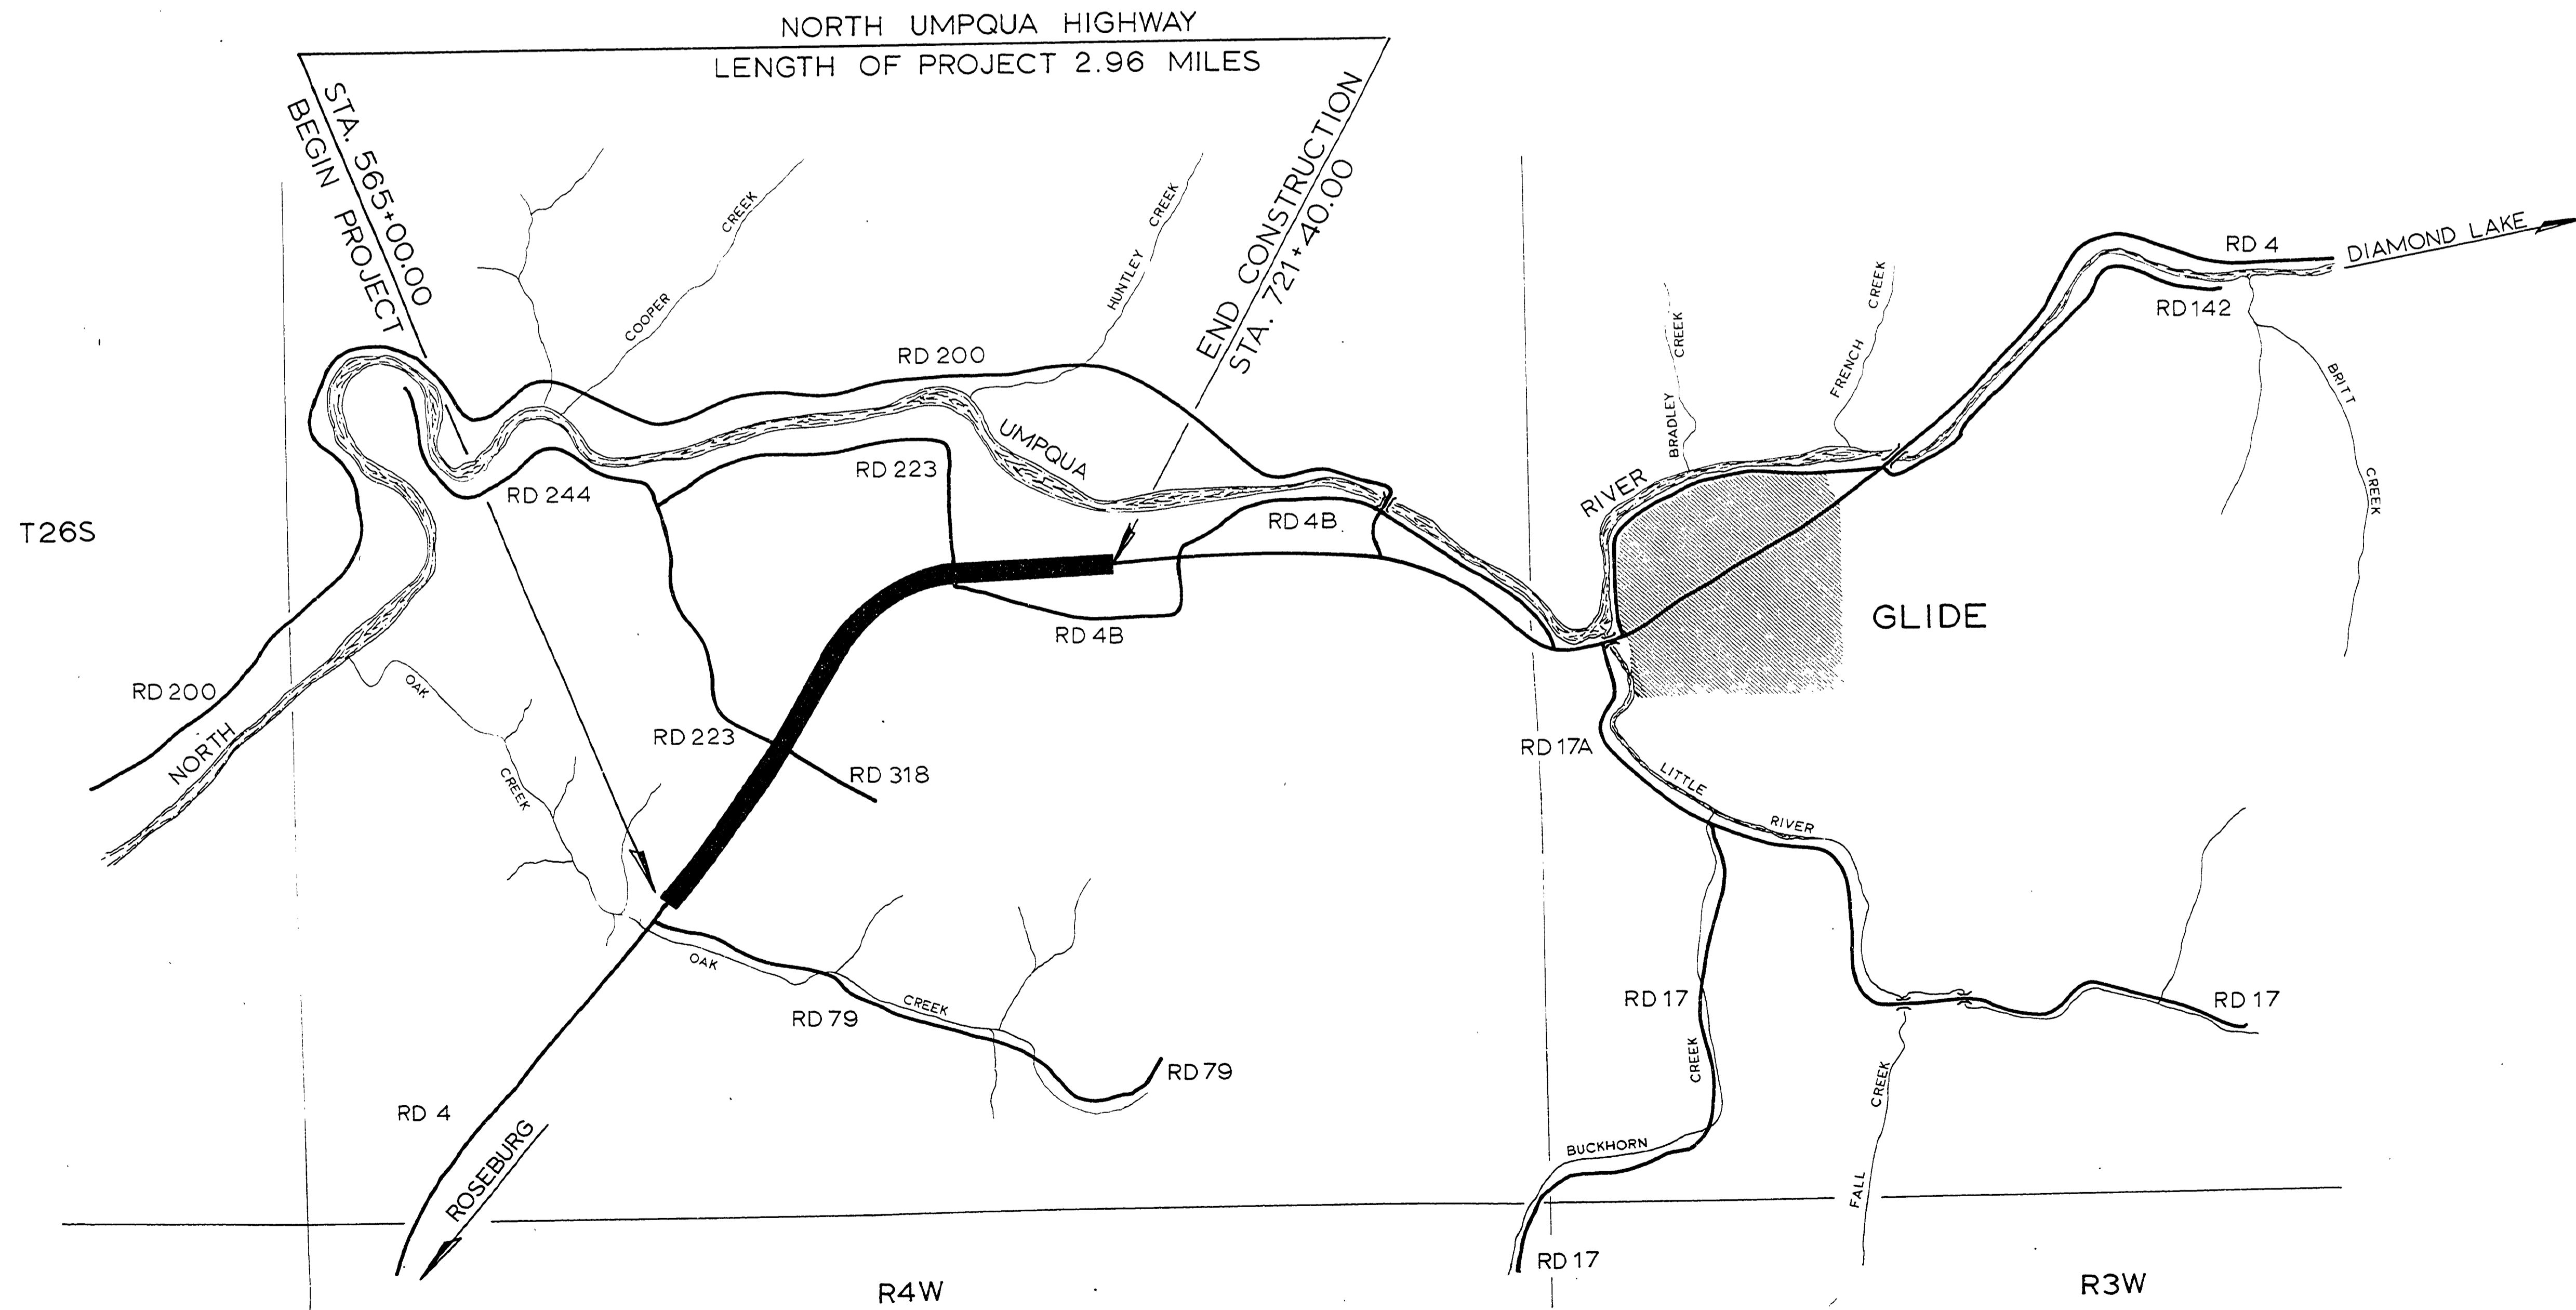 NORTH UMPQUA HIGHWAY
LENGTH OF PROJECT 2.96 MILES
STA. 565+00.00
BEGIN PROJECT
END CONSTRUCTION
STA. 721+40.00
CREEK
COOPER
HUNTLEY CREEK
RD 200
UMPQUA
RD 223
RD 244
RD 4B
T26S
RD 4B
RIVER
BRADLEY CREEK
FRENCH CREEK
RD 4
DIAMOND LAKE
RD 142
BRITT
CREEK
GLIDE
RD 200
NORTH
OAK
CREEK
RD 223
RD 318
RD 17A
LITTLE
RIVER
OAK
CREEK
RD 79
RD 79
RD 17
CREEK
BUCKHORN
RD 17
RD 17
CREEK
FALL
RD 4
ROSEBURG
R4W
R3W